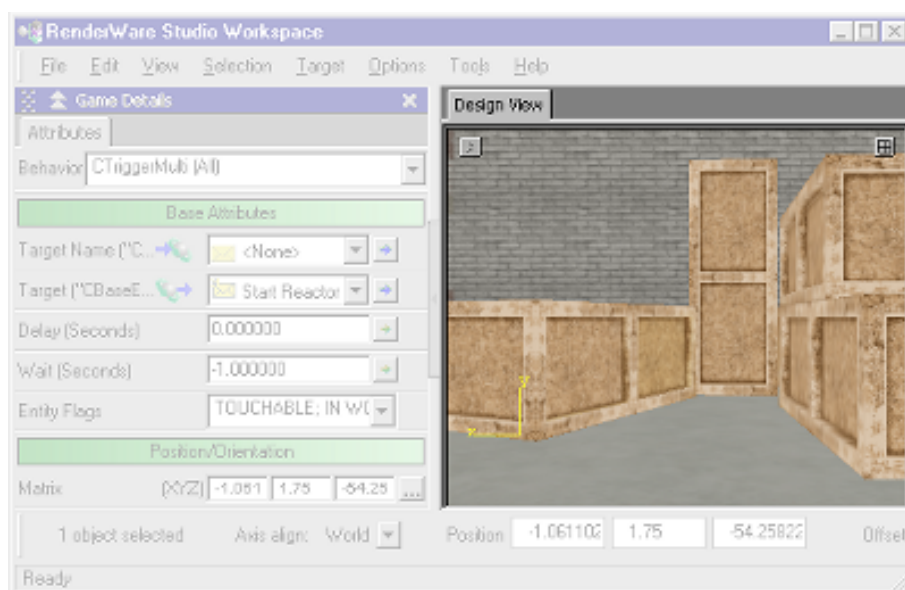 RenderWare Studio Workspace
File Edit View Selection Target Options Tools Help
Game Details
Attributes
Behavior CTriggerMulti (All)
Base Attributes
Target Name ("C... <None>
Target ("CBaseE... Start Reactor
Delay (Seconds) 0.000000
Wait (Seconds) -1.000000
Entity Flags TOUCHABLE; IN W
Position/Orientation
Matrix (XYZ) -1.061 1.75 -54.25 ...
Design View
1 object selected Axis align: World Position -1.061102 1.75 -54.25822 Offset
Ready